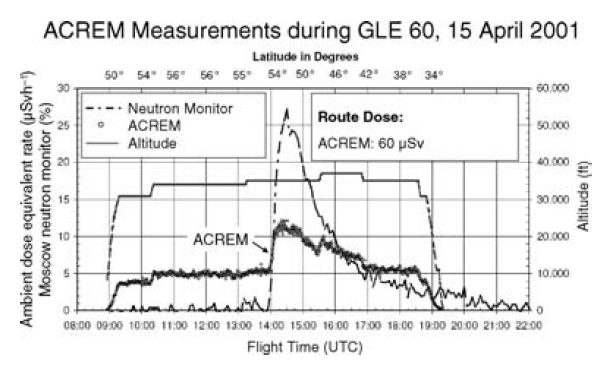 ACREM Measurements during GLE 60, 15 April 2001
Latitude in Degrees
50° 54° 56° 56° 55° 54° 50° 46° 42° 38° 34°
30 60.000
25 50.000
20 40.000
15 30.000
10 20.000
5 10.000
0 0
Neutron Monitor
ACREM
Altitude
Route Dose:
ACREM: 60 µSv
ACREM
Ambient dose equivalent rate (µSvh⁻¹)
Moscow neutron monitor (%)
Altitude (ft)
08:00 09:00 10:00 11:00 12:00 13:00 14:00 15:00 16:00 17:00 18:00 19:00 20:00 21:00 22:00
Flight Time (UTC)